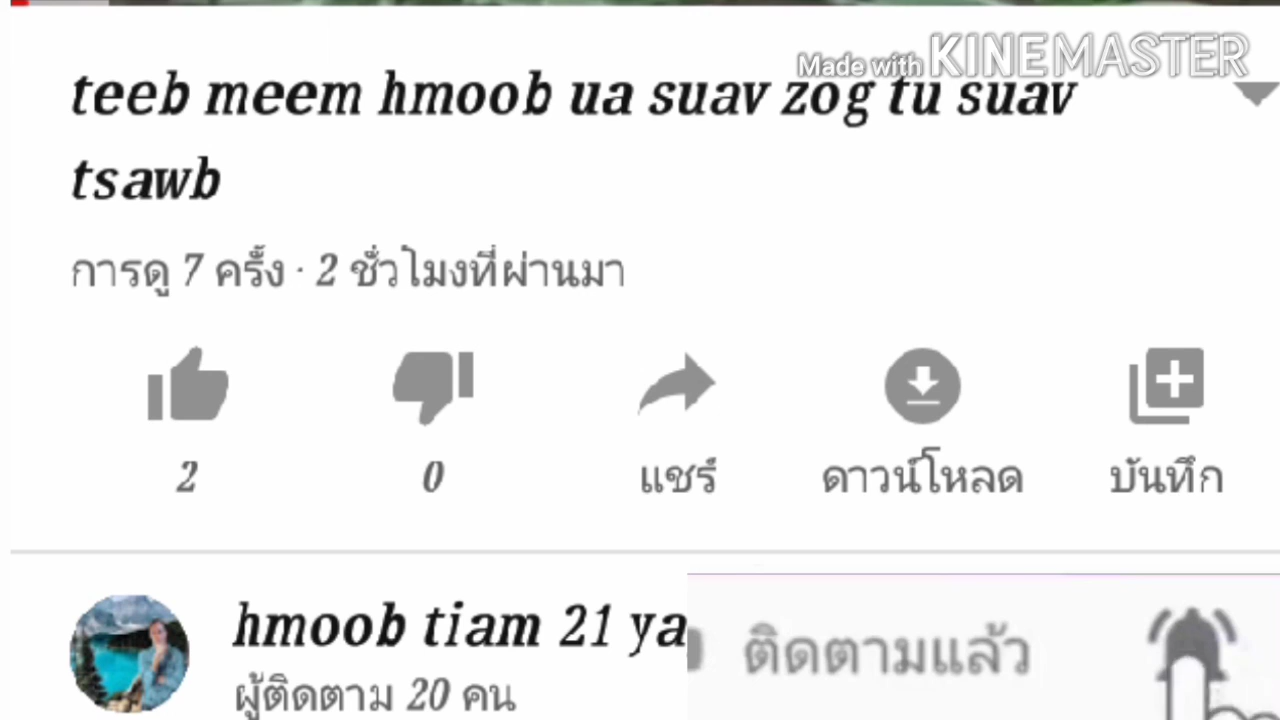 Made with KINEMASTER
teeb meem hmoob ua suav zog tu suav
tsawb
การดู 7 ครั้ง · 2 ชั่วโมงที่ผ่านมา
2 0 แชร์ ดาวน์โหลด บันทึก
hmoob tiam 21 ya
ติดตามแล้ว
ผู้ติดตาม 20 คน